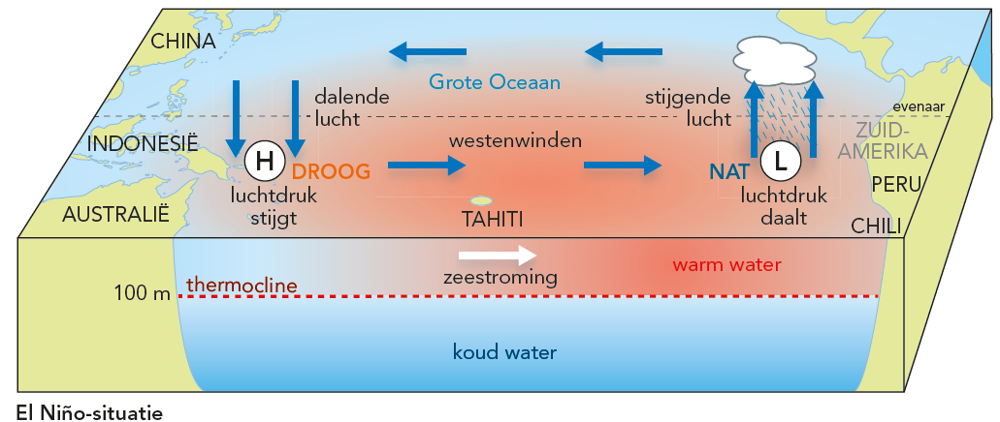 CHINA
Grote Oceaan
dalende
lucht
stijgende
lucht
evenaar
ZUID-
AMERIKA
INDONESIË
westenwinden
H
DROOG
NAT
L
PERU
luchtdruk
stijgt
luchtdruk
daalt
AUSTRALIË
TAHITI
CHILI
warm water
zeestroming
100 m
thermocline
koud water
El Niño-situatie